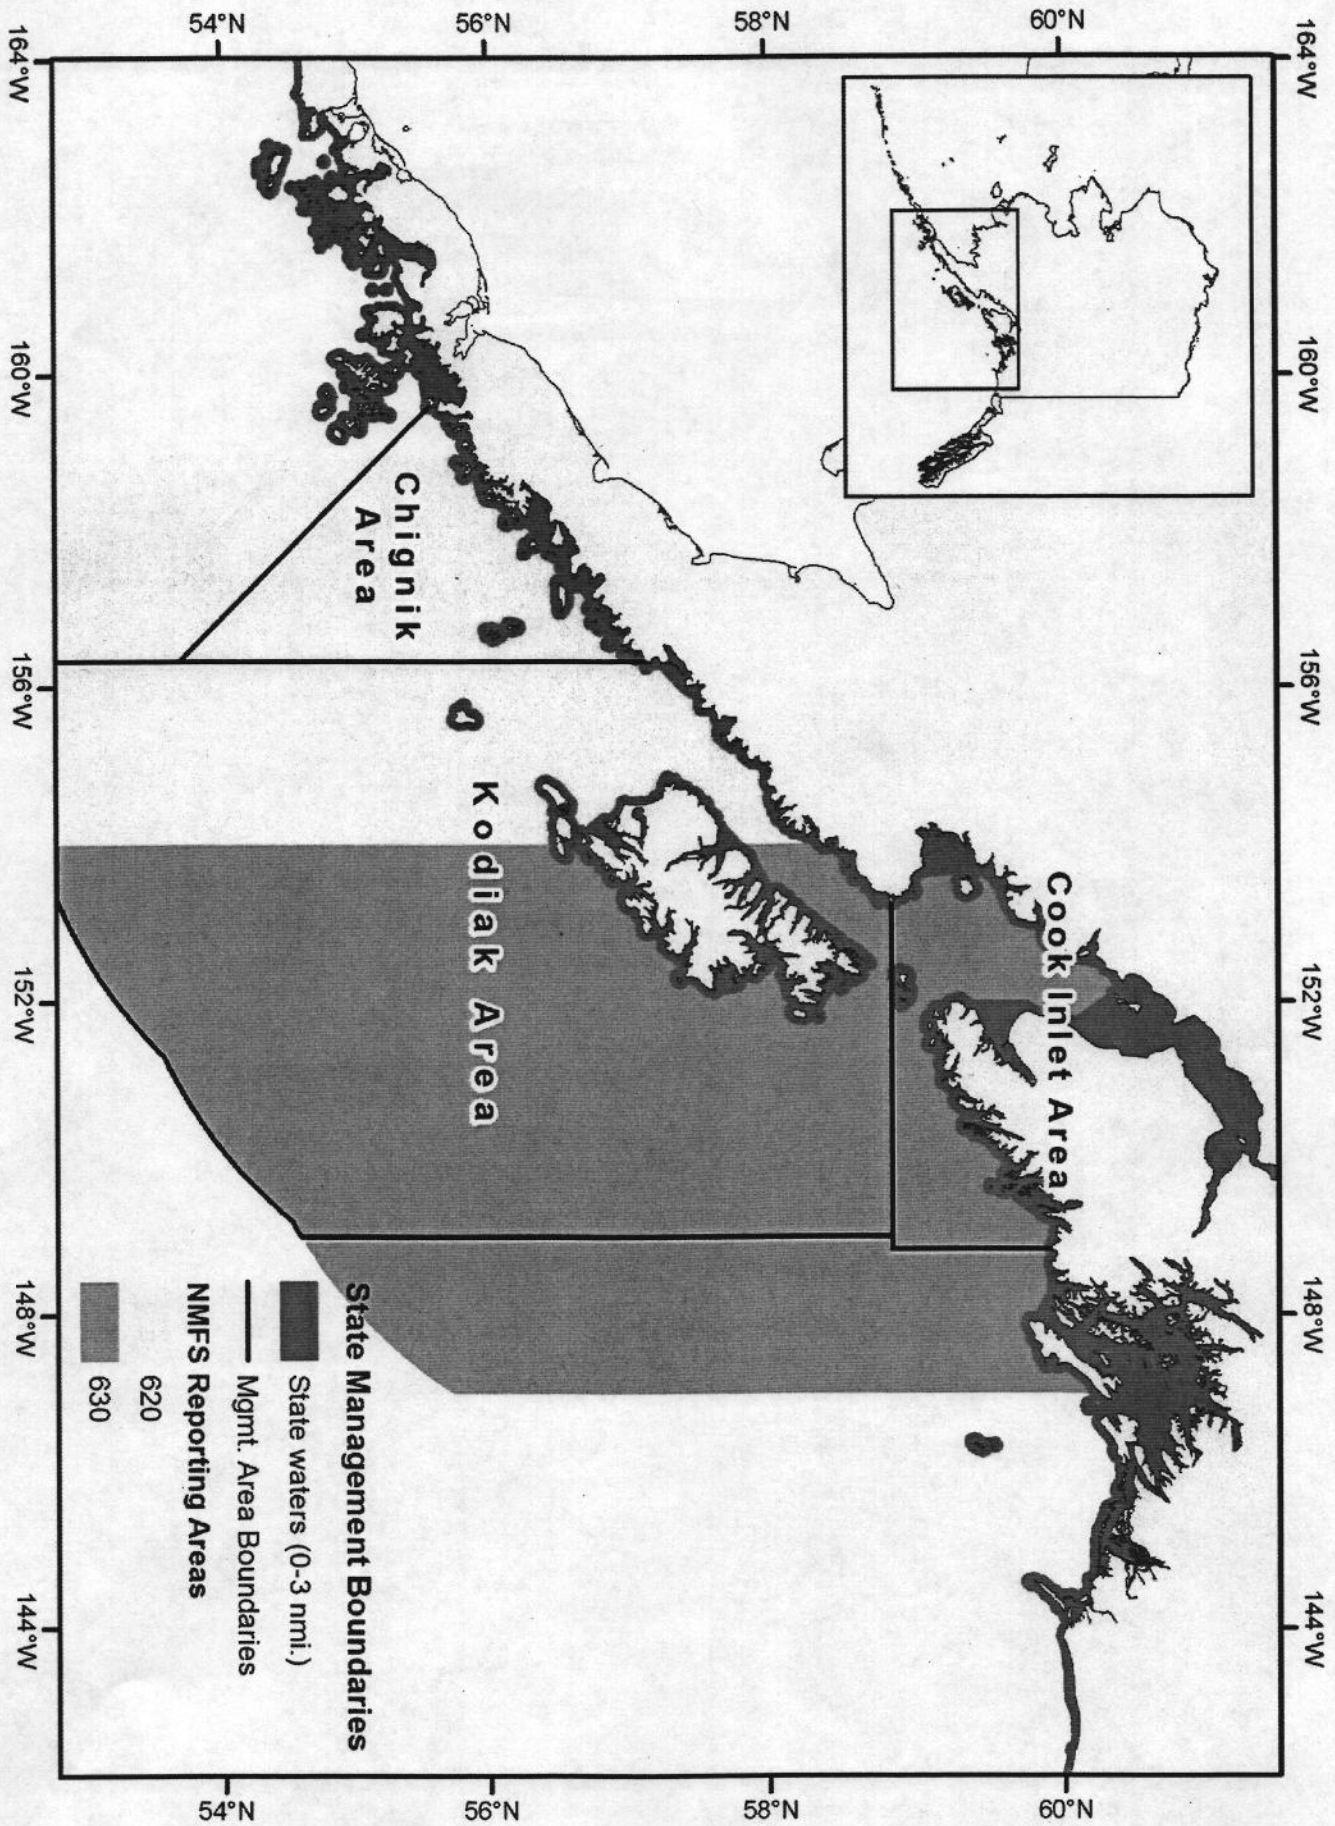 164°W
160°W
156°W
152°W
148°W
144°W
60°N
60°N
58°N
58°N
56°N
56°N
54°N
54°N
Cook Inlet Area
Kodiak Area
Chignik
Area
State Management Boundaries
State waters (0-3 nmi.)
Mgmt. Area Boundaries
NMFS Reporting Areas
620
630
164°W
160°W
156°W
152°W
148°W
144°W